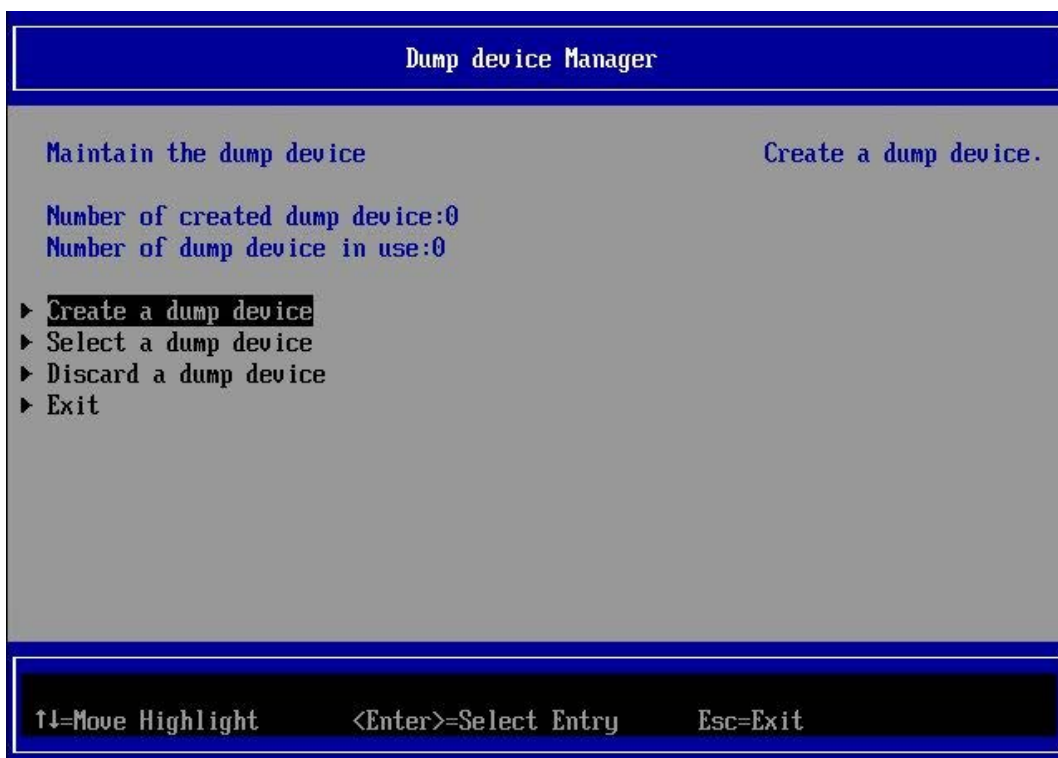 Dump device Manager
Maintain the dump device
Create a dump device.
Number of created dump device:0
Number of dump device in use:0
▶ Create a dump device
▶ Select a dump device
▶ Discard a dump device
▶ Exit
↑↓=Move Highlight <Enter>=Select Entry Esc=Exit